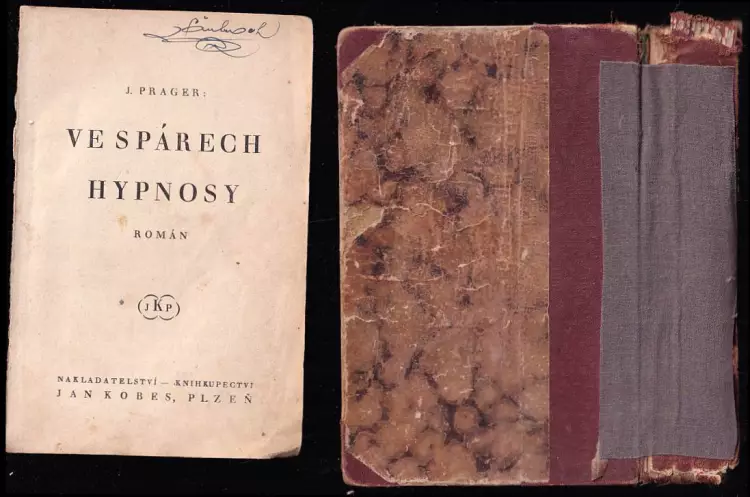 J. PRAGER:
VE SPÁRECH
HYPNOSY
ROMÁN
JKP
NAKLADATELSTVÍ — KNIHKUPECTVÍ
JAN KOBES, PLZEŇ